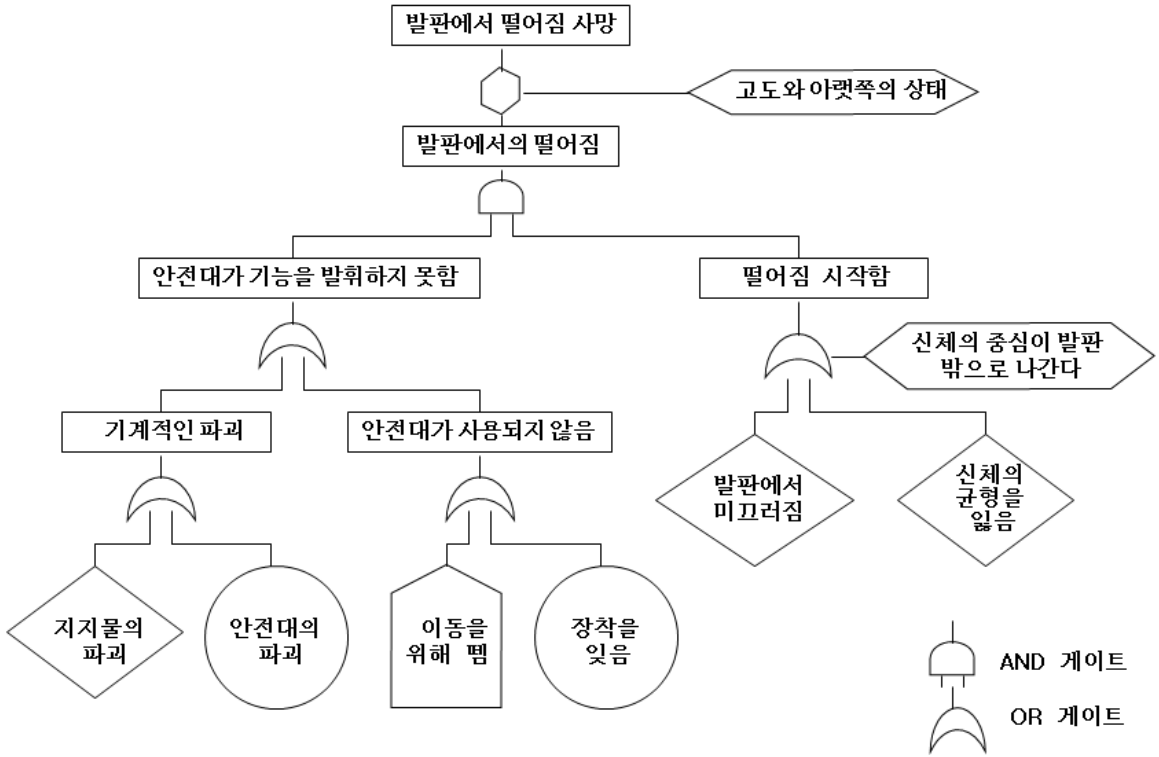 발판에서 떨어짐 사망
고도와 아랫쪽의 상태
발판에서의 떨어짐
안전대가 기능을 발휘하지 못함
떨어짐 시작함
신체의 중심이 발판
밖으로 나간다
기계적인 파괴
안전대가 사용되지 않음
발판에서
미끄러짐
신체의
균형을
잃음
지지물의
파괴
안전대의
파괴
이동을
위해 뗌
장착을
잊음
AND 게이트
OR 게이트